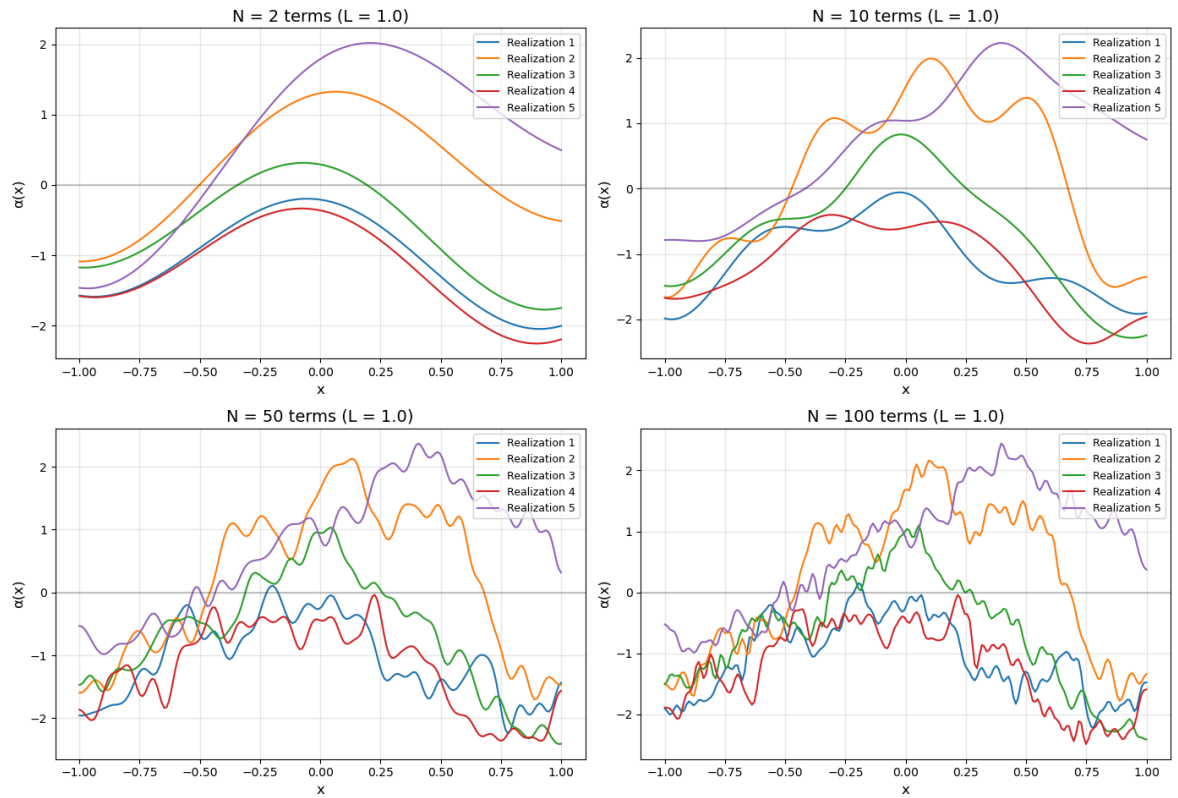 N = 2 terms (L = 1.0)
α(x)
2
1
0
−1
−2
Realization 1
Realization 2
Realization 3
Realization 4
Realization 5
−1.00 −0.75 −0.50 −0.25 0.00 0.25 0.50 0.75 1.00
x
N = 10 terms (L = 1.0)
α(x)
2
1
0
−1
−2
Realization 1
Realization 2
Realization 3
Realization 4
Realization 5
−1.00 −0.75 −0.50 −0.25 0.00 0.25 0.50 0.75 1.00
x
N = 50 terms (L = 1.0)
α(x)
2
1
0
−1
−2
Realization 1
Realization 2
Realization 3
Realization 4
Realization 5
−1.00 −0.75 −0.50 −0.25 0.00 0.25 0.50 0.75 1.00
x
N = 100 terms (L = 1.0)
α(x)
2
1
0
−1
−2
Realization 1
Realization 2
Realization 3
Realization 4
Realization 5
−1.00 −0.75 −0.50 −0.25 0.00 0.25 0.50 0.75 1.00
x